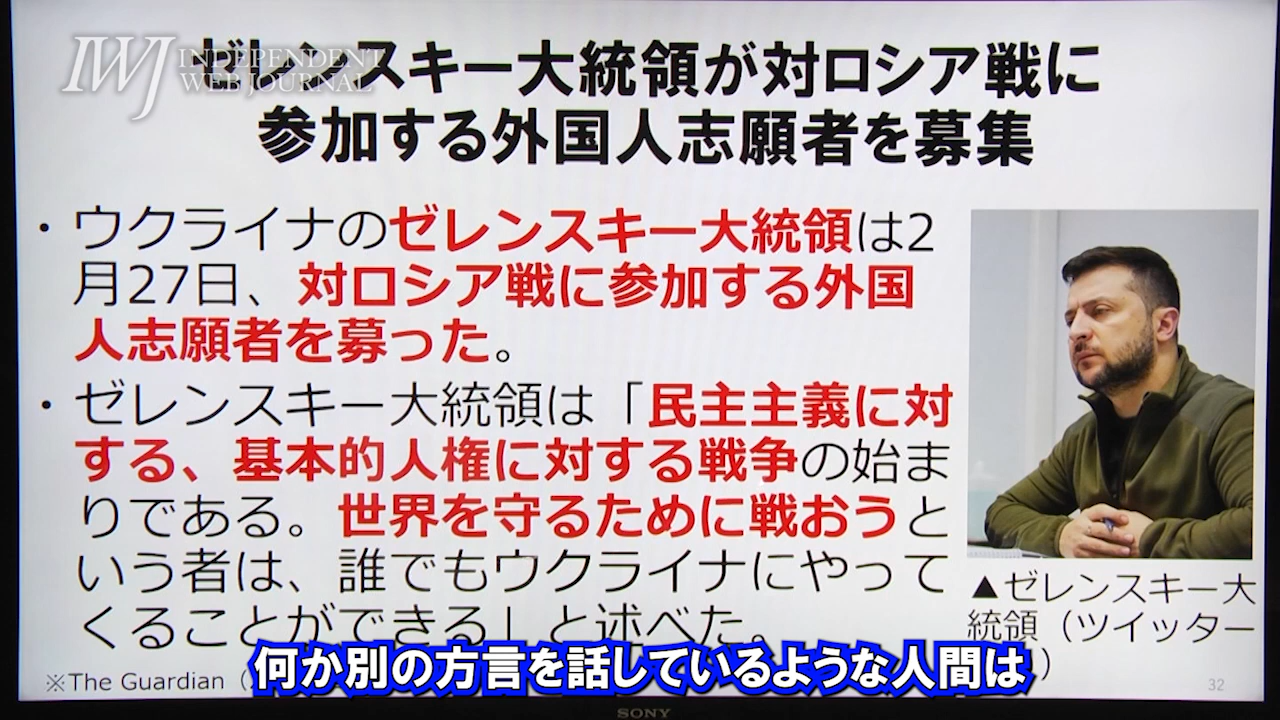 IWJ INDEPENDENT
WEB JOURNAL
ゼレンスキー大統領が対ロシア戦に
参加する外国人志願者を募集
・ウクライナのゼレンスキー大統領は2
月27日、対ロシア戦に参加する外国
人志願者を募った。
・ゼレンスキー大統領は「民主主義に対
する、基本的人権に対する戦争の始ま
りである。世界を守るために戦おうと
いう者は、誰でもウクライナにやって
くることができる」と述べた。
▲ゼレンスキー大
統領（ツイッター
）
※The Guardian（
何か別の方言を話しているような人間は
32
SONY